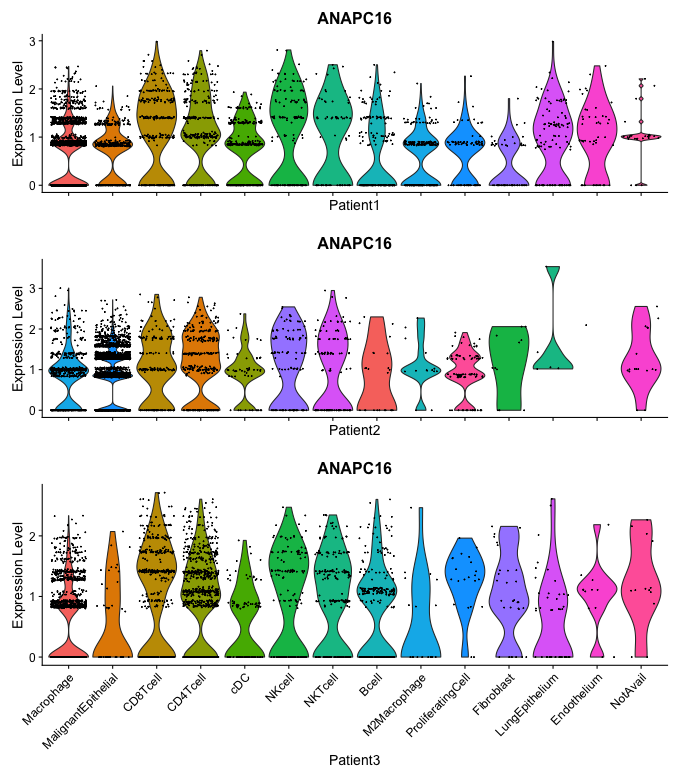 ANAPC16
3
2
1
0
Expression Level
Patient1
ANAPC16
3
2
1
0
Expression Level
Patient2
ANAPC16
2
1
0
Expression Level
Macrophage
MalignantEpithelial
CD8Tcell
CD4Tcell
cDC
NKcell
NKTcell
Bcell
M2Macrophage
ProliferatingCell
Fibroblast
LungEpithelium
Endothelium
NotAvail
Patient3